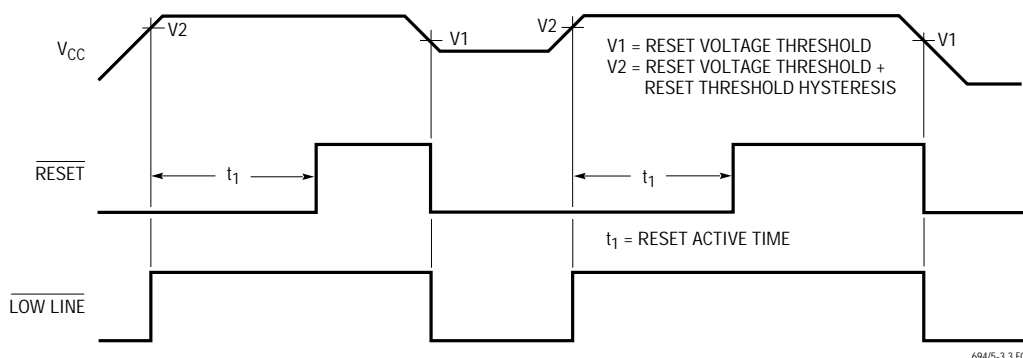 V2
V1
V2
V1
VCC
V1 = RESET VOLTAGE THRESHOLD
V2 = RESET VOLTAGE THRESHOLD +
RESET THRESHOLD HYSTERESIS
RESET
t1
t1
t1 = RESET ACTIVE TIME
LOW LINE